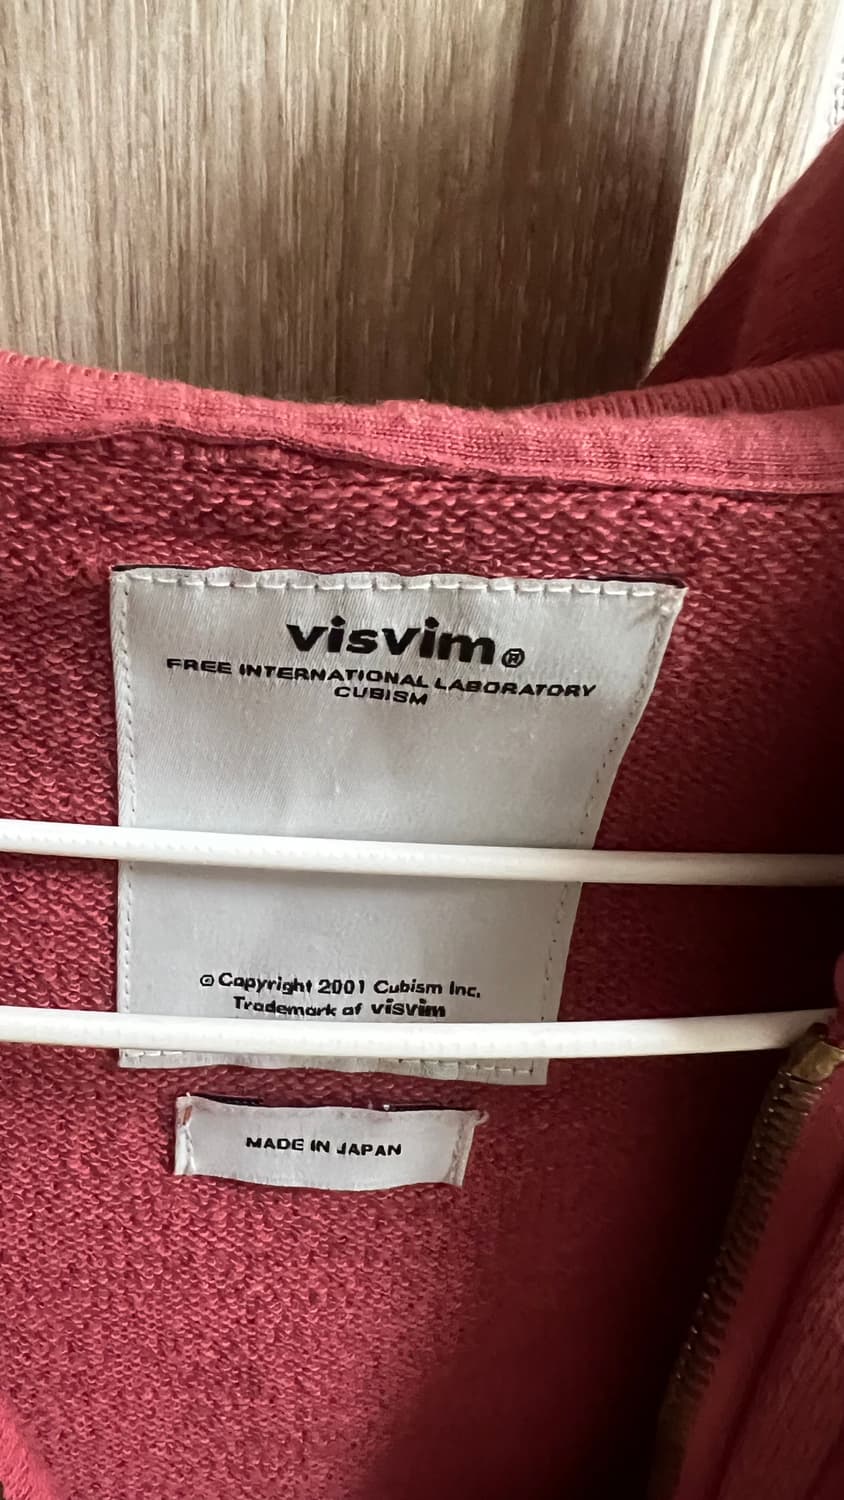 visvim®
FREE INTERNATIONAL LABORATORY
CUBISM
© Copyright 2001 Cubism Inc.
Trademark of visvim
MADE IN JAPAN